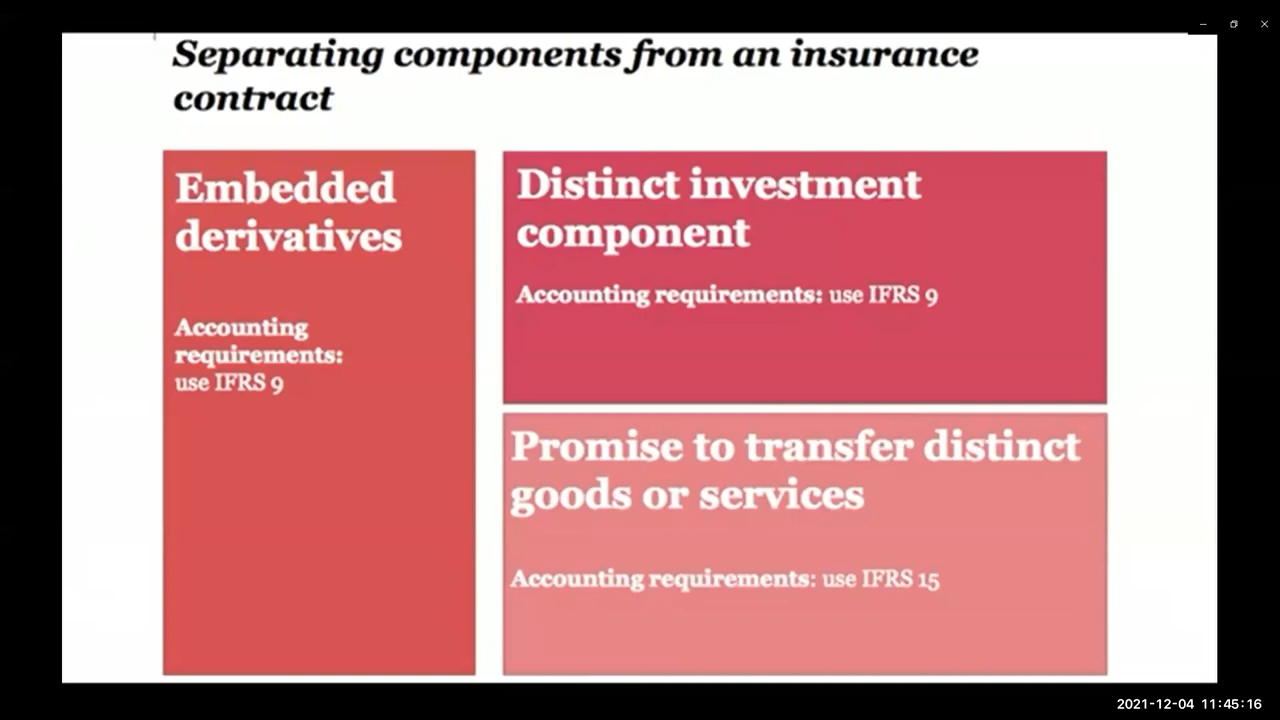 Separating components from an insurance
contract
Embedded
derivatives
Accounting
requirements:
use IFRS 9
Distinct investment
component
Accounting requirements: use IFRS 9
Promise to transfer distinct
goods or services
Accounting requirements: use IFRS 15
2021-12-04 11:45:16